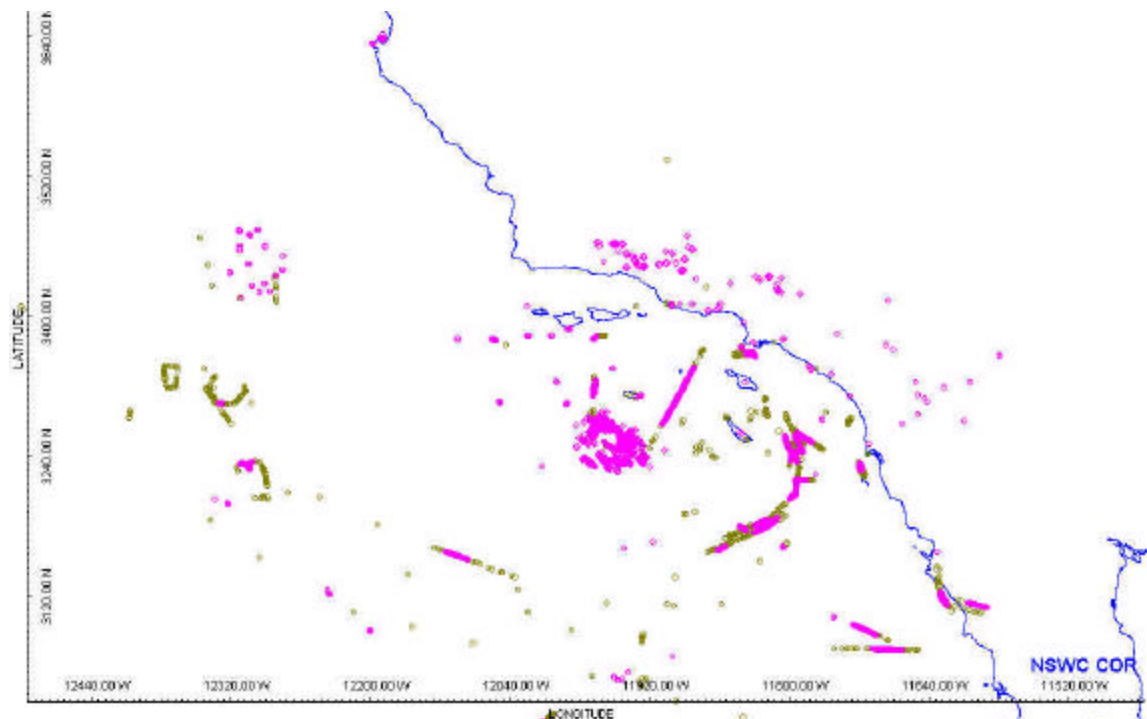 3640.00 N
3520.00 N
3400.00 N
LATITUDE
3240.00 N
3120.00 N
NSWC COR
12440.00 W
12320.00 W
12200.00 W
12040.00 W
11920.00 W
11800.00 W
11640.00 W
11520.00 W
LONGITUDE